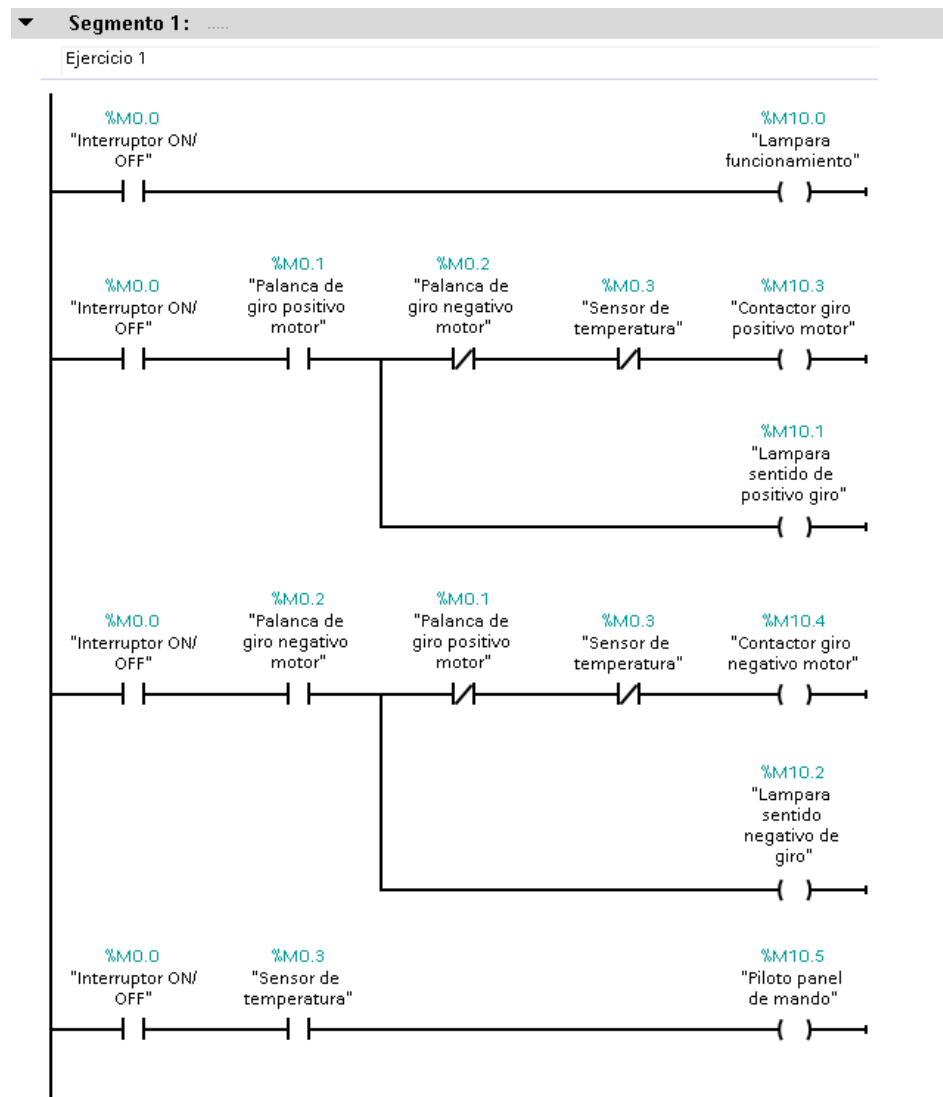 Segmento 1: .....
Ejercicio 1
%M0.0
"Interruptor ON/
OFF"
%M10.0
"Lampara
funcionamiento"
%M0.0
"Interruptor ON/
OFF"
%M0.1
"Palanca de
giro positivo
motor"
%M0.2
"Palanca de
giro negativo
motor"
%M0.3
"Sensor de
temperatura"
%M10.3
"Contactor giro
positivo motor"
%M10.1
"Lampara
sentido de
positivo giro"
%M0.0
"Interruptor ON/
OFF"
%M0.2
"Palanca de
giro negativo
motor"
%M0.1
"Palanca de
giro positivo
motor"
%M0.3
"Sensor de
temperatura"
%M10.4
"Contactor giro
negativo motor"
%M10.2
"Lampara
sentido
negativo de
giro"
%M0.0
"Interruptor ON/
OFF"
%M0.3
"Sensor de
temperatura"
%M10.5
"Piloto panel
de mando"